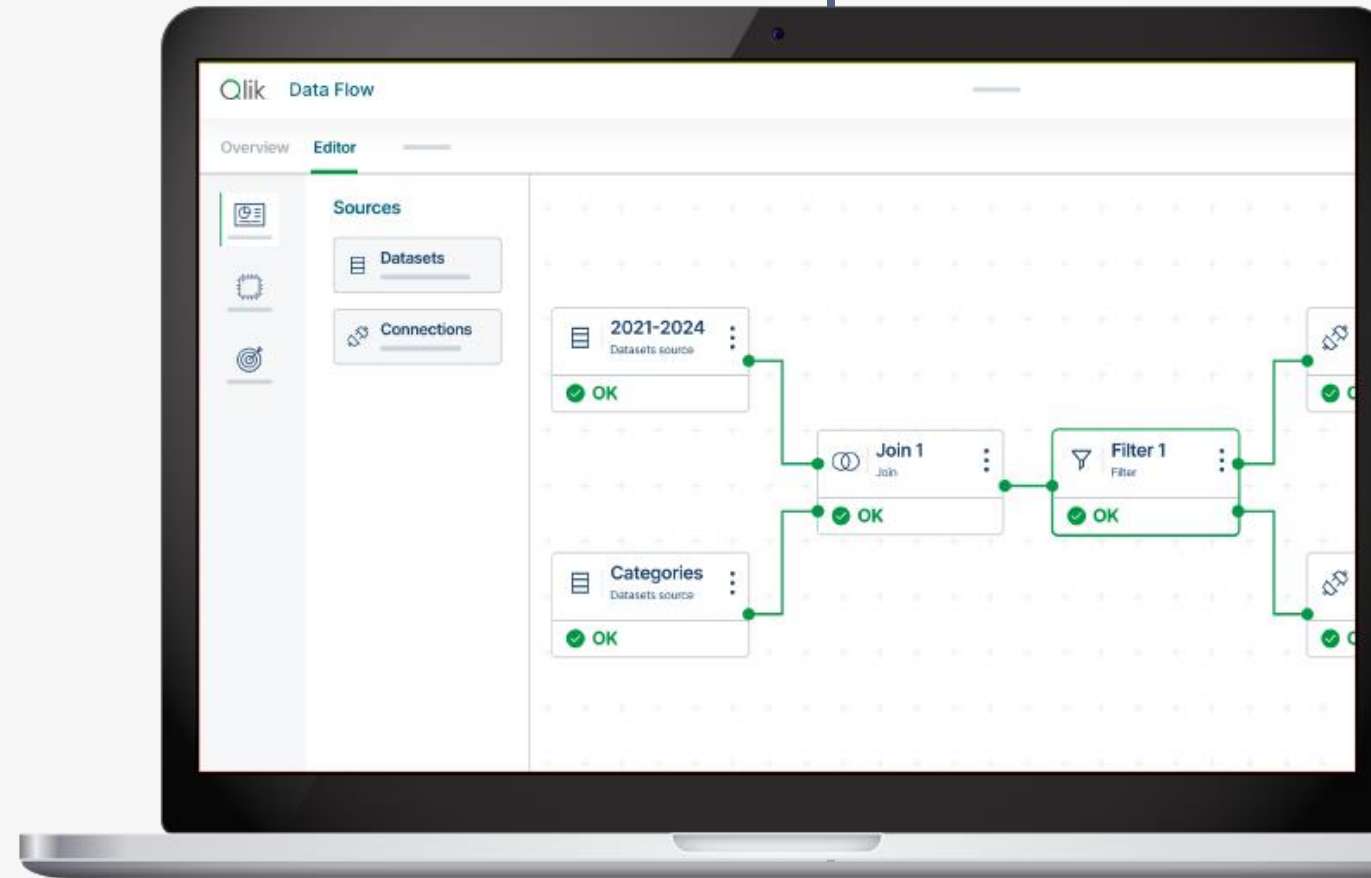 Qlik Data Flow
Overview Editor
Sources
Datasets
Connections
2021-2024
Datasets source
OK
Categories
Datasets source
OK
Join 1
Join
OK
Filter 1
Filter
OK